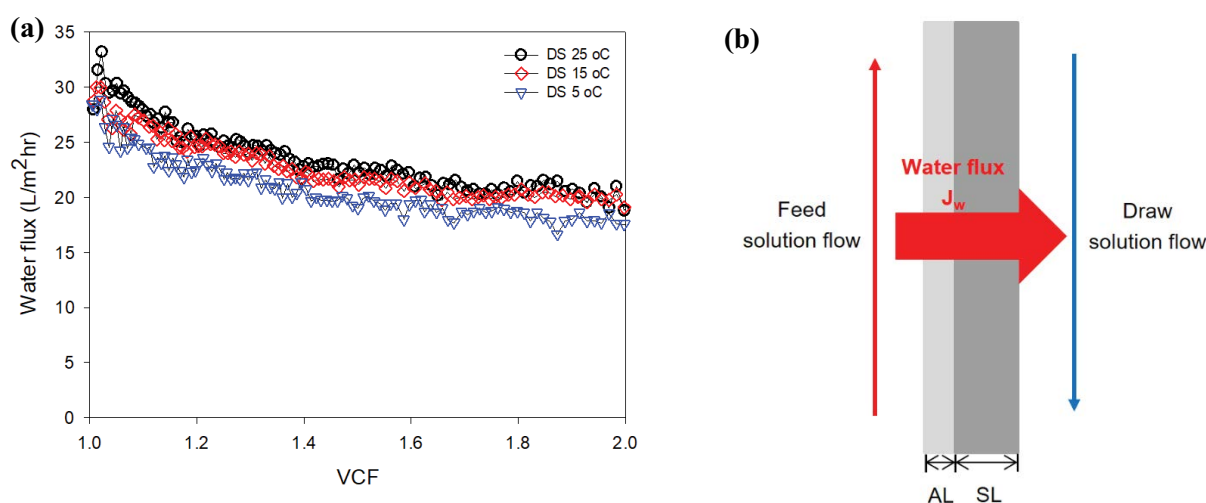 (a)
35
30
25
20
15
10
5
0
Water flux (L/m²hr)
DS 25 oC
DS 15 oC
DS 5 oC
1.0 1.2 1.4 1.6 1.8 2.0
VCF
(b)
Water flux
Jw
Feed
solution flow
Draw
solution flow
AL SL